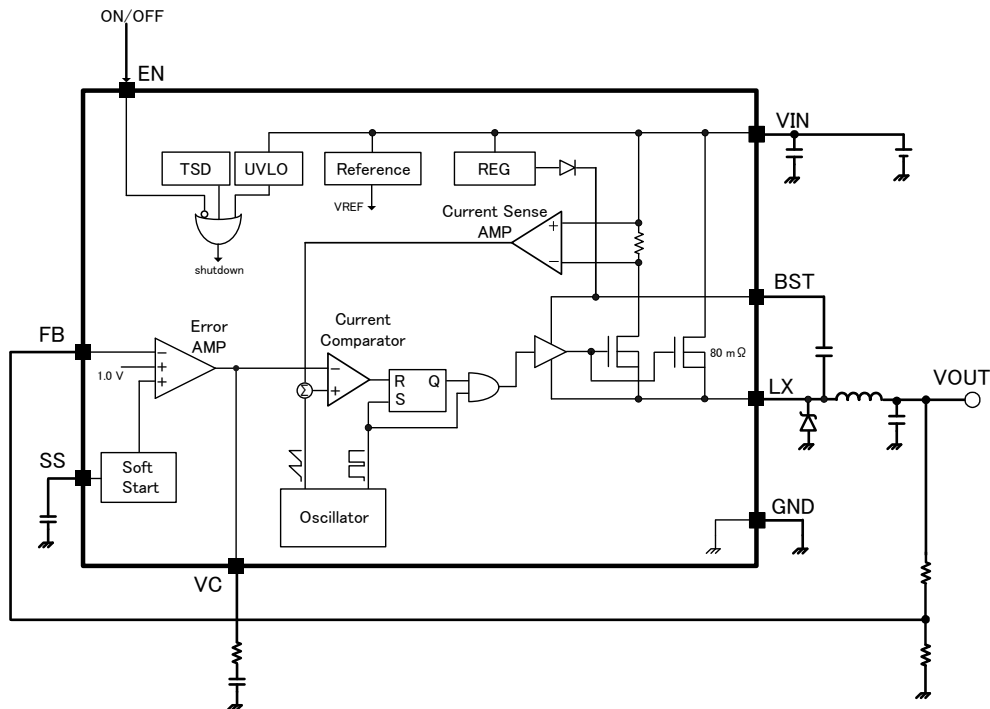 ON/OFF
EN
VIN
TSD
UVLO
Reference
REG
VREF
Current Sense
AMP
+
−
shutdown
BST
FB
Error
AMP
Current
Comparator
−
1.0 V
+
+
−
+
Σ
R
Q
S
80 mΩ
LX
VOUT
SS
Soft
Start
Oscillator
GND
VC